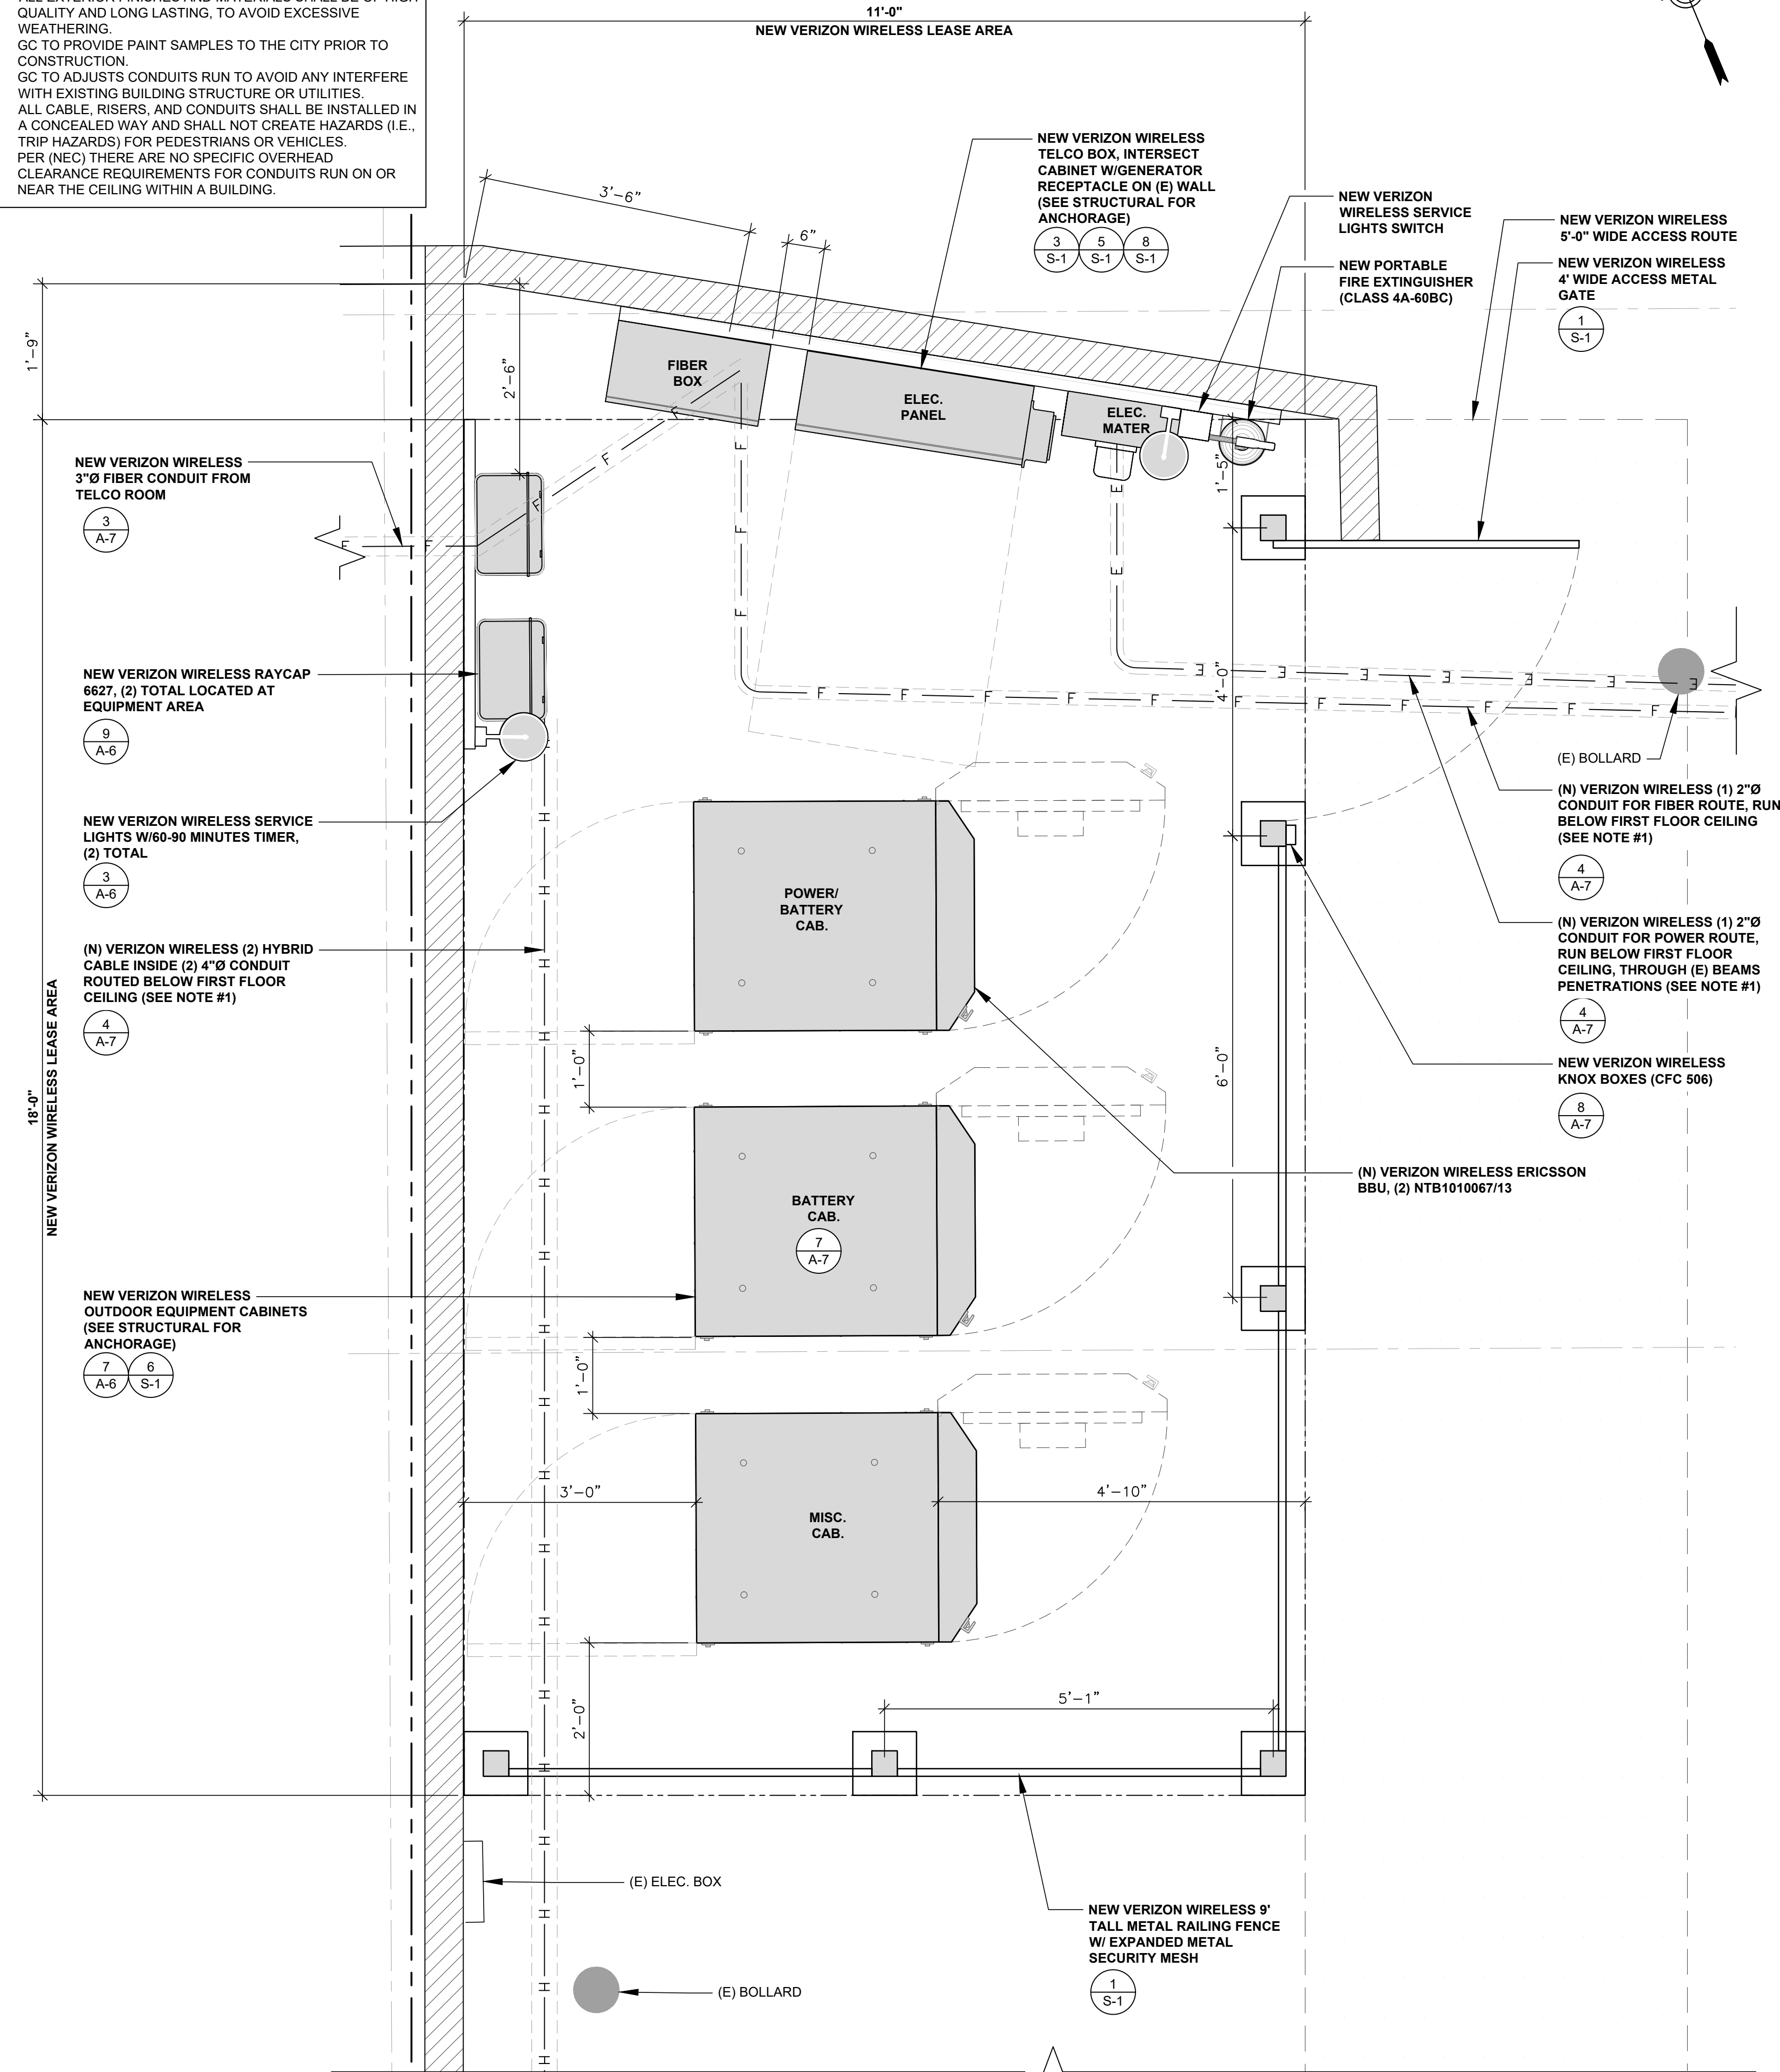 QUALITY AND LONG LASTING, TO AVOID EXCESSIVE
WEATHERING.
GC TO PROVIDE PAINT SAMPLES TO THE CITY PRIOR TO
CONSTRUCTION.
GC TO ADJUSTS CONDUITS RUN TO AVOID ANY INTERFERE
WITH EXISTING BUILDING STRUCTURE OR UTILITIES.
ALL CABLE, RISERS, AND CONDUITS SHALL BE INSTALLED IN
A CONCEALED WAY AND SHALL NOT CREATE HAZARDS (I.E.,
TRIP HAZARDS) FOR PEDESTRIANS OR VEHICLES.
PER (NEC) THERE ARE NO SPECIFIC OVERHEAD
CLEARANCE REQUIREMENTS FOR CONDUITS RUN ON OR
NEAR THE CEILING WITHIN A BUILDING.
11'-0"
NEW VERIZON WIRELESS LEASE AREA
NEW VERIZON WIRELESS
TELCO BOX, INTERSECT
CABINET W/GENERATOR
RECEPTACLE ON (E) WALL
(SEE STRUCTURAL FOR
ANCHORAGE)
3 5 8
S-1 S-1 S-1
NEW VERIZON
WIRELESS SERVICE
LIGHTS SWITCH
NEW PORTABLE
FIRE EXTINGUISHER
(CLASS 4A-60BC)
NEW VERIZON WIRELESS
5'-0" WIDE ACCESS ROUTE
NEW VERIZON WIRELESS
4' WIDE ACCESS METAL
GATE
1
S-1
3'-6"
6"
1'-9"
2'-6"
FIBER
BOX
ELEC.
PANEL
ELEC.
MATER
1'-5"
4'-0"
NEW VERIZON WIRELESS
3"Ø FIBER CONDUIT FROM
TELCO ROOM
3
A-7
NEW VERIZON WIRELESS RAYCAP
6627, (2) TOTAL LOCATED AT
EQUIPMENT AREA
9
A-6
NEW VERIZON WIRELESS SERVICE
LIGHTS W/60-90 MINUTES TIMER,
(2) TOTAL
3
A-6
(N) VERIZON WIRELESS (2) HYBRID
CABLE INSIDE (2) 4"Ø CONDUIT
ROUTED BELOW FIRST FLOOR
CEILING (SEE NOTE #1)
4
A-7
18'-0"
NEW VERIZON WIRELESS LEASE AREA
NEW VERIZON WIRELESS
OUTDOOR EQUIPMENT CABINETS
(SEE STRUCTURAL FOR
ANCHORAGE)
7 6
A-6 S-1
F F F F F F F F F F F F F F F F F F
E E E E E E E E E
H H H H H H H H H H H H H H H H H H
POWER/
BATTERY
CAB.
1'-0"
BATTERY
CAB.
7
A-7
1'-0"
MISC.
CAB.
3'-0"
4'-10"
2'-0"
5'-1"
6'-0"
(E) BOLLARD
(N) VERIZON WIRELESS (1) 2"Ø
CONDUIT FOR FIBER ROUTE, RUN
BELOW FIRST FLOOR CEILING
(SEE NOTE #1)
4
A-7
(N) VERIZON WIRELESS (1) 2"Ø
CONDUIT FOR POWER ROUTE,
RUN BELOW FIRST FLOOR
CEILING, THROUGH (E) BEAMS
PENETRATIONS (SEE NOTE #1)
4
A-7
NEW VERIZON WIRELESS
KNOX BOXES (CFC 506)
8
A-7
(N) VERIZON WIRELESS ERICSSON
BBU, (2) NTB1010067/13
(E) ELEC. BOX
(E) BOLLARD
NEW VERIZON WIRELESS 9'
TALL METAL RAILING FENCE
W/ EXPANDED METAL
SECURITY MESH
1
S-1